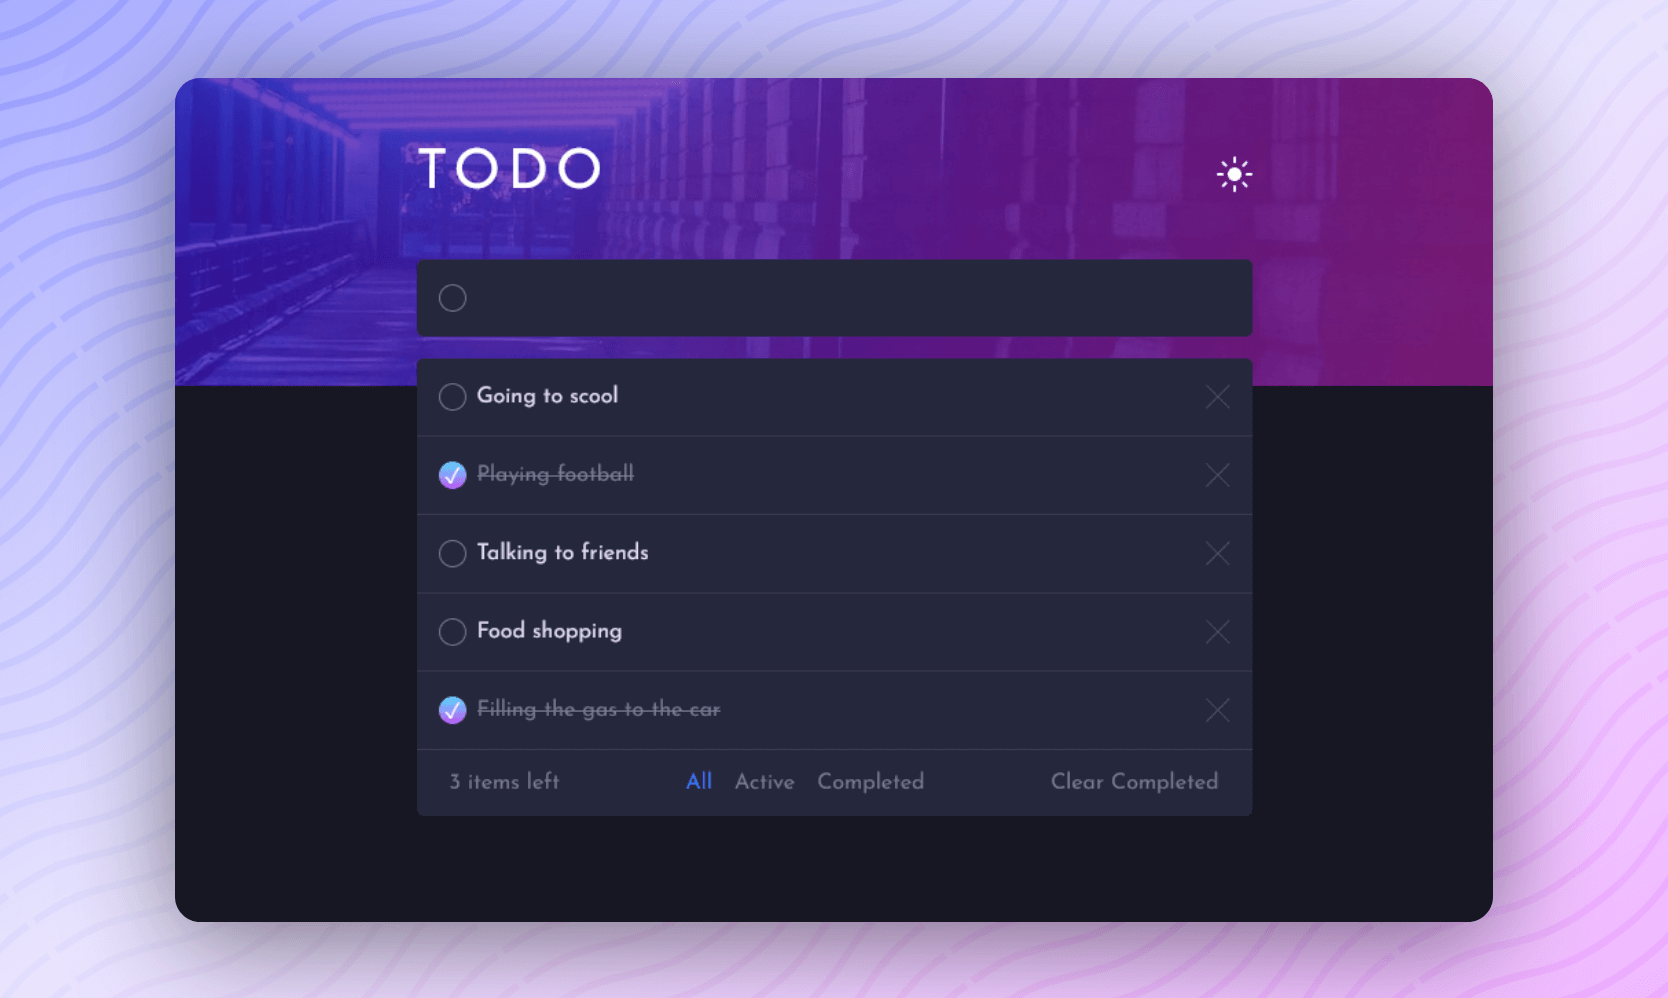 TODO
Going to scool
Playing football
Talking to friends
Food shopping
Filling the gas to the car
3 items left All Active Completed Clear Completed